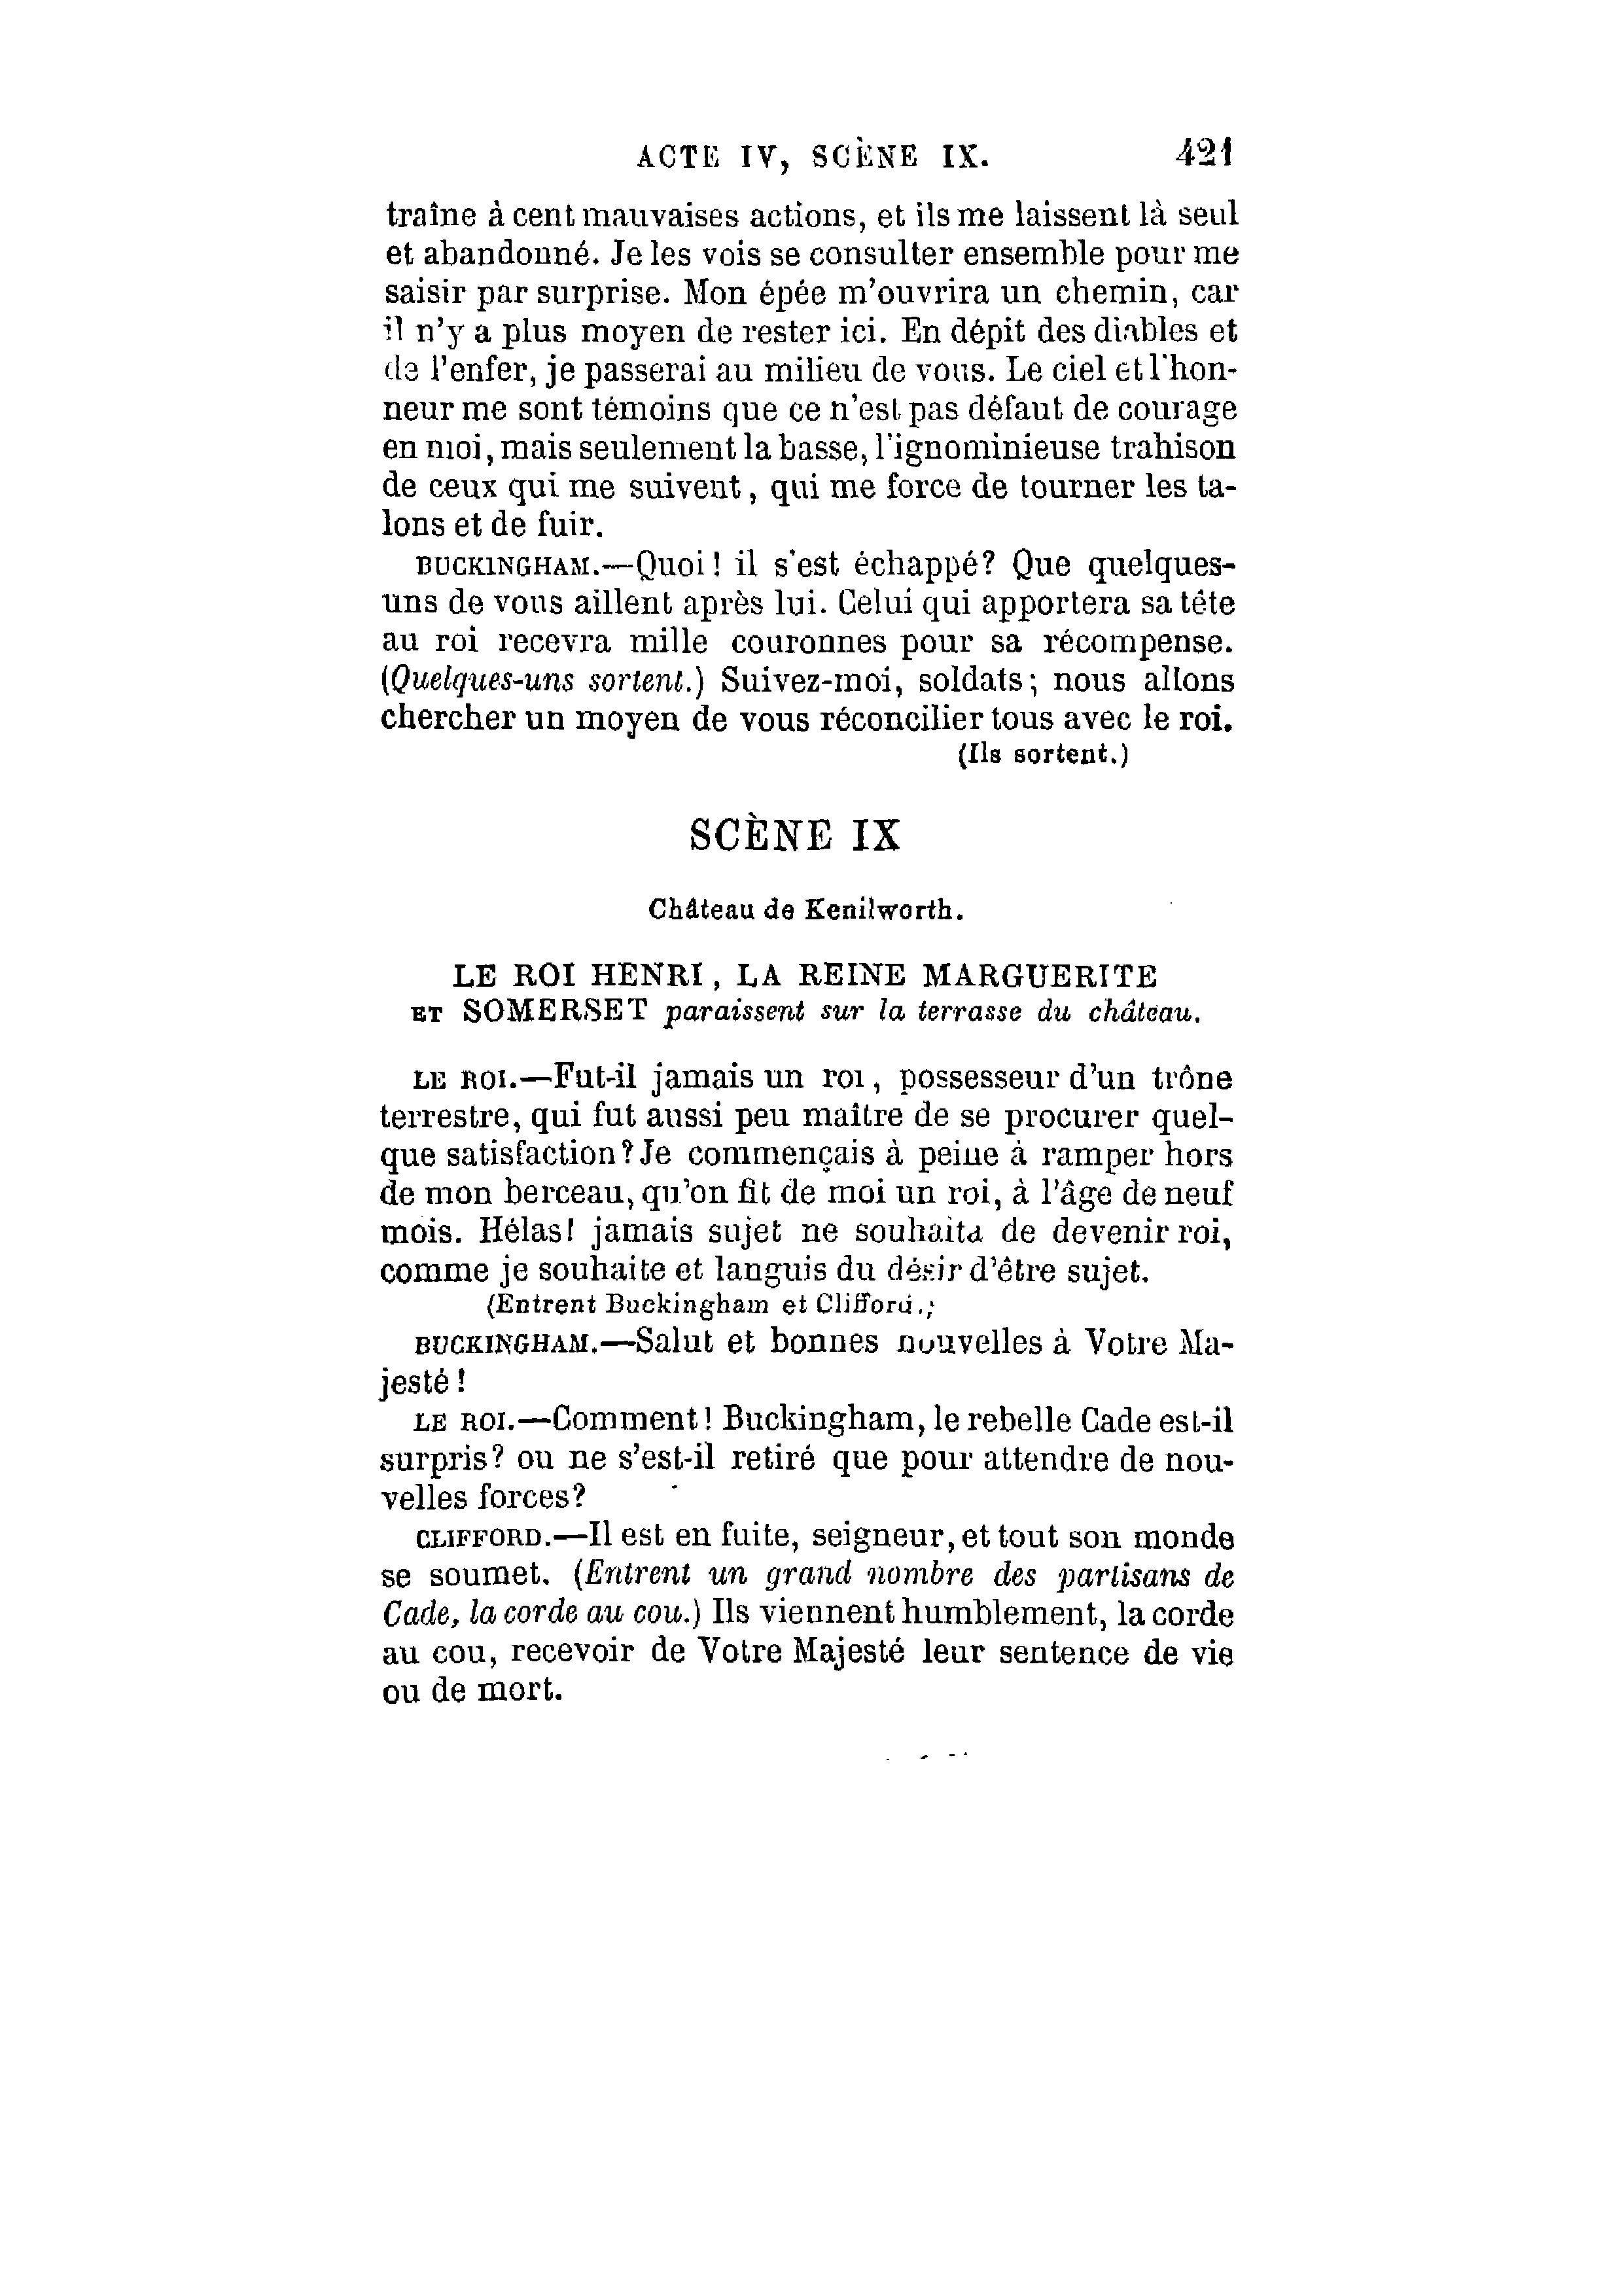 ACTE IV, SCÈNE IX. 421
traîne à cent mauvaises actions, et ils me laissent là seul
et abandonné. Je les vois se consulter ensemble pour me
saisir par surprise. Mon épée m'ouvrira un chemin, car
il n'y a plus moyen de rester ici. En dépit des diables et
de l'enfer, je passerai au milieu de vous. Le ciel et l'hon-
neur me sont témoins que ce n'est pas défaut de courage
en moi, mais seulement la basse, l'ignominieuse trahison
de ceux qui me suivent, qui me force de tourner les ta-
lons et de fuir.
BUCKINGHAM.—Quoi! il s'est échappé? Que quelques-
uns de vous aillent après lui. Celui qui apportera sa tête
au roi recevra mille couronnes pour sa récompense.
(Quelques-uns sortent.) Suivez-moi, soldats; nous allons
chercher un moyen de vous réconcilier tous avec le roi.
(Ils sortent.)
SCÈNE IX
Château de Kenilworth.
LE ROI HENRI, LA REINE MARGUERITE
ET SOMERSET paraissent sur la terrasse du château.
LE ROI.—Fut-il jamais un roi, possesseur d'un trône
terrestre, qui fut aussi peu maître de se procurer quel-
que satisfaction? Je commençais à peine à ramper hors
de mon berceau, qu'on fit de moi un roi, à l'âge de neuf
mois. Hélas! jamais sujet ne souhaita de devenir roi,
comme je souhaite et languis du désir d'être sujet.
(Entrent Buckingham et Clifford.)
BUCKINGHAM.—Salut et bonnes nouvelles à Votre Ma-
jesté!
LE ROI.—Comment! Buckingham, le rebelle Cade est-il
surpris? ou ne s'est-il retiré que pour attendre de nou-
velles forces?
CLIFFORD.—Il est en fuite, seigneur, et tout son monde
se soumet. (Entrent un grand nombre des partisans de
Cade, la corde au cou.) Ils viennent humblement, la corde
au cou, recevoir de Votre Majesté leur sentence de vie
ou de mort.